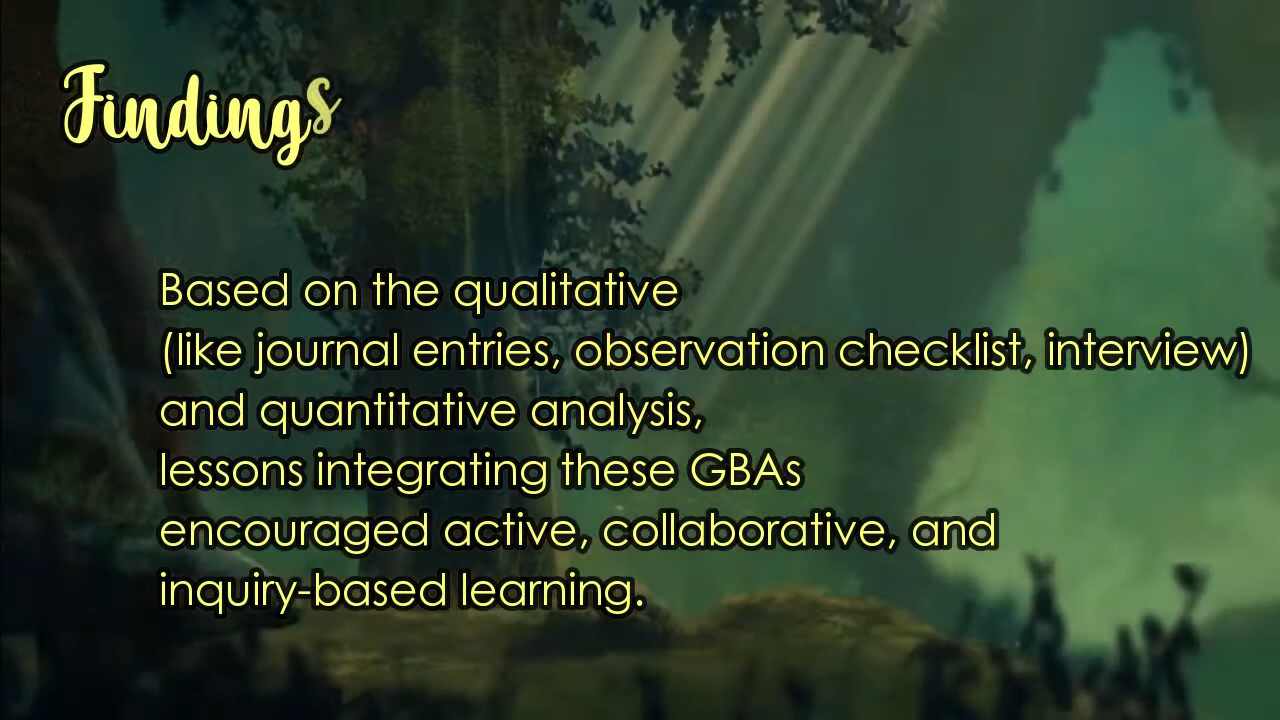 Findings
Based on the qualitative
(like journal entries, observation checklist, interview)
and quantitative analysis,
lessons integrating these GBAs
encouraged active, collaborative, and
inquiry-based learning.